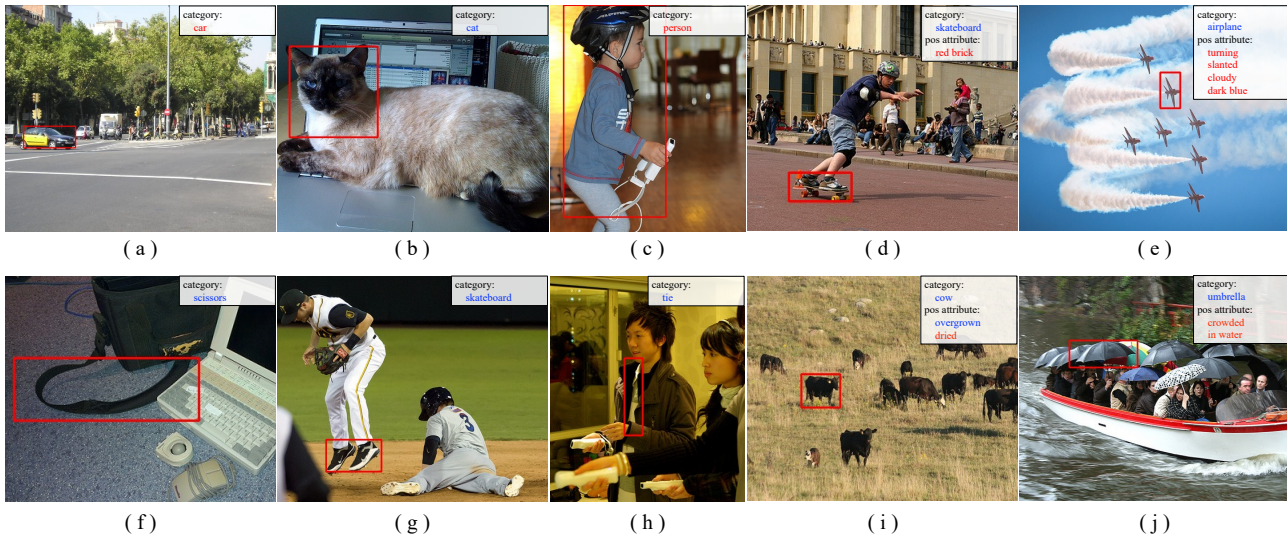 category:
car
category:
cat
category:
person
category:
skateboard
pos attribute:
red brick
category:
airplane
pos attribute:
turning
slanted
cloudy
dark blue
( a )
( b )
( c )
( d )
( e )
category:
scissors
category:
skateboard
3
category:
tie
category:
cow
pos attribute:
overgrown
dried
category:
umbrella
pos attribute:
crowded
in water
( f )
( g )
( h )
( i )
( j )